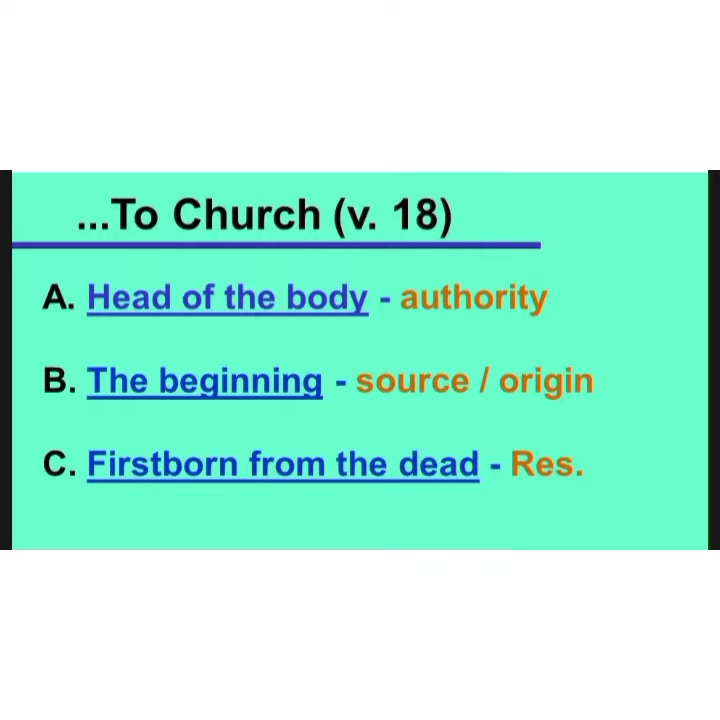 ...To Church (v. 18)
A. Head of the body - authority
B. The beginning - source / origin
C. Firstborn from the dead - Res.